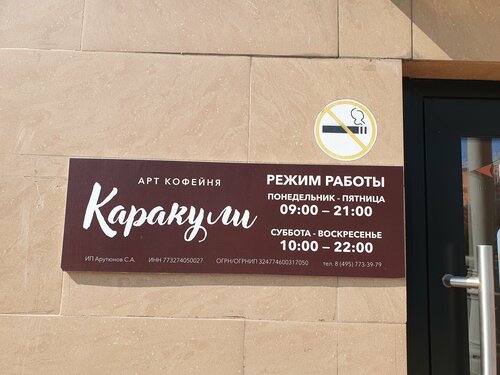 АРТ КОФЕЙНЯ
Каракули
РЕЖИМ РАБОТЫ
ПОНЕДЕЛЬНИК - ПЯТНИЦА
09:00 – 21:00
СУББОТА - ВОСКРЕСЕНЬЕ
10:00 – 22:00
ИП Арутюнов С.А. ИНН 773274050027 ОГРН/ОГРНИП 324774600317050 тел. 8 (495) 773-39-79